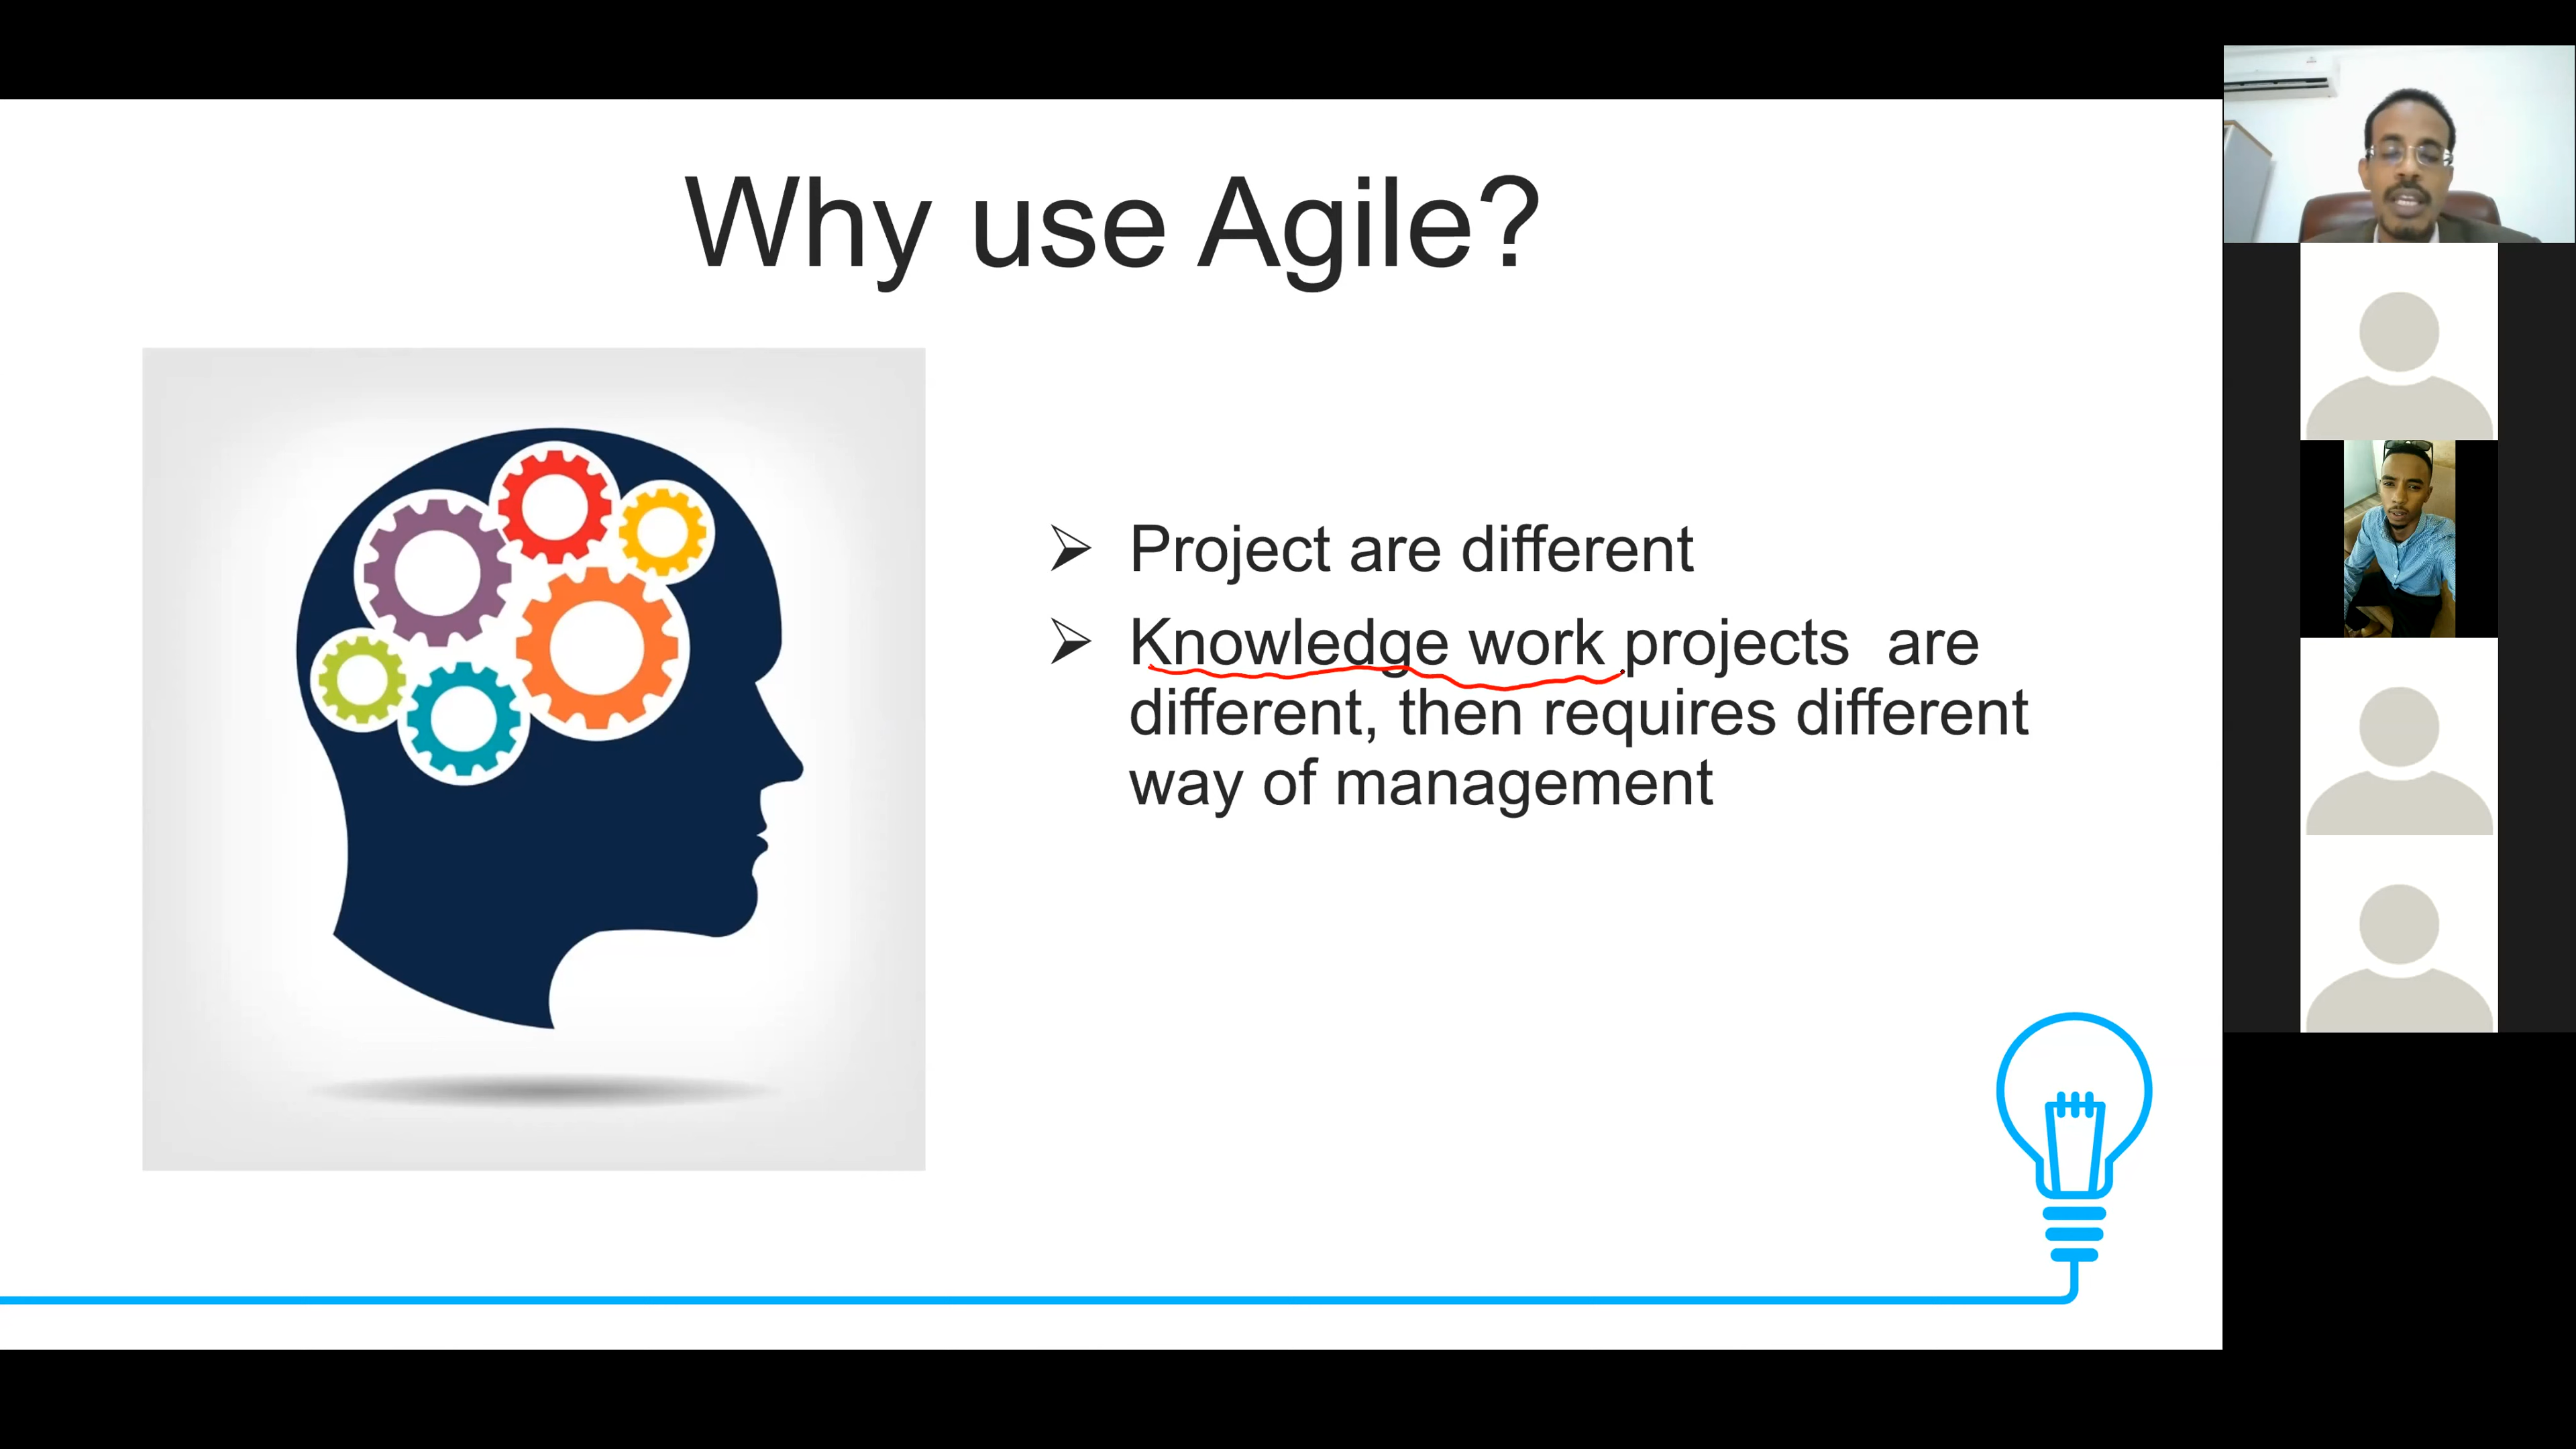 Why use Agile?
Project are different
Knowledge work projects are
different, then requires different
way of management